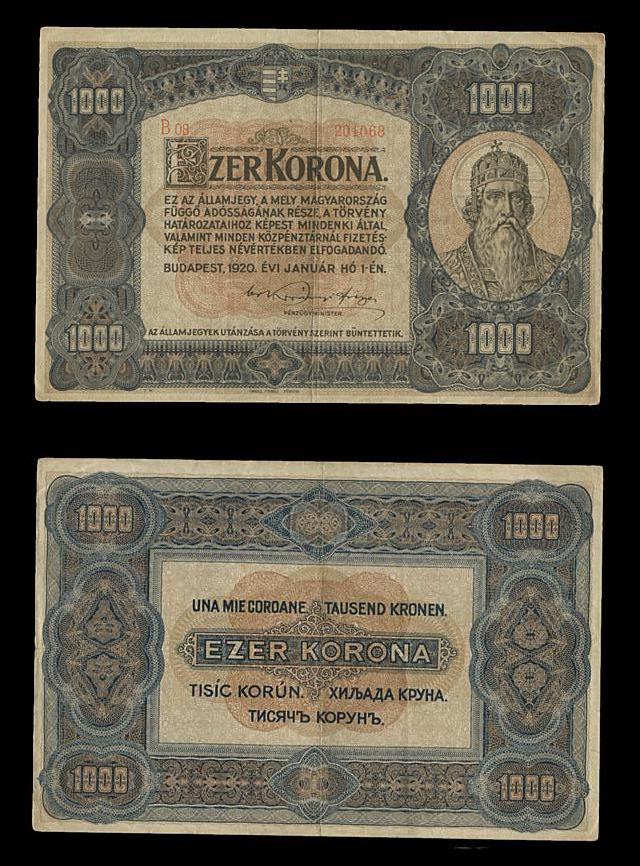 1000
1000
B 09. 201068
EZER KORONA.
EZ AZ ÁLLAMJEGY, A MELY MAGYARORSZÁG
FÜGGŐ ADÓSSÁGÁNAK RÉSZE, A TÖRVÉNY
HATÁROZATAIHOZ KÉPEST MINDENKI ÁLTAL,
VALAMINT MINDEN KÖZPÉNZTÁRNÁL FIZETÉS-
KÉP TELJES NÉVÉRTÉKBEN ELFOGADANDÓ.
BUDAPEST, 1920. ÉVI JANUÁR HÓ 1-ÉN.
PÉNZÜGYMINISTER.
1000
1000
AZ ÁLLAMJEGYEK UTÁNZÁSA A TÖRVÉNY SZERINT BÜNTETTETIK.
1000
1000
UNA MIE COROANE. TAUSEND KRONEN.
EZER KORONA
TISÍC KORÚN. ХИЉАДА КРУНА.
ТИСЯЧЪ КОРУНЪ.
1000
1000